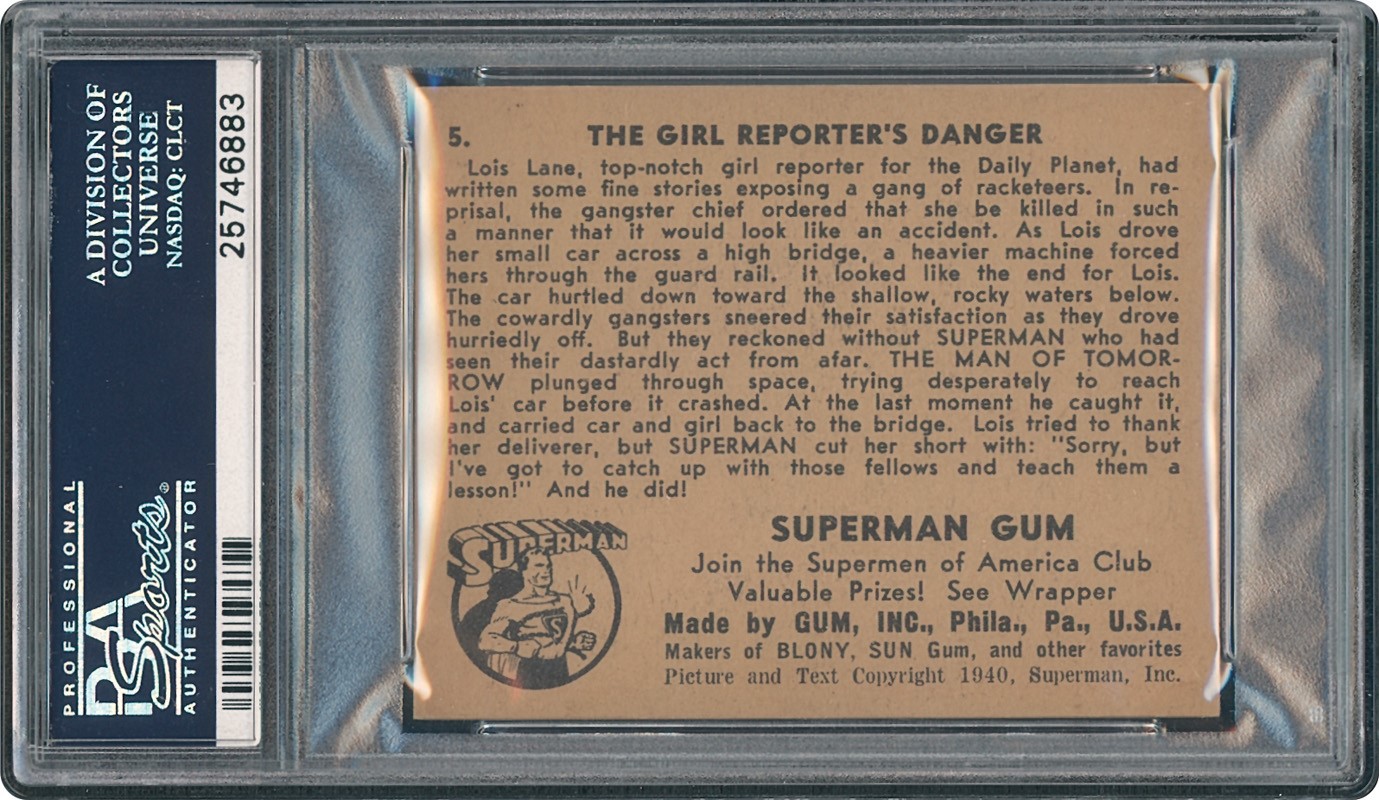 A DIVISION OF
COLLECTORS
UNIVERSE
NASDAQ: CLCT
25746883
PROFESSIONAL
PSA
Sports®
AUTHENTICATOR
5. THE GIRL REPORTER'S DANGER
Lois Lane, top-notch girl reporter for the Daily Planet, had
written some fine stories exposing a gang of racketeers. In re-
prisal, the gangster chief ordered that she be killed in such
a manner that it would look like an accident. As Lois drove
her small car across a high bridge, a heavier machine forced
hers through the guard rail. It looked like the end for Lois.
The car hurtled down toward the shallow, rocky waters below.
The cowardly gangsters sneered their satisfaction as they drove
hurriedly off. But they reckoned without SUPERMAN who had
seen their dastardly act from afar. THE MAN OF TOMOR-
ROW plunged through space, trying desperately to reach
Lois' car before it crashed. At the last moment he caught it,
and carried car and girl back to the bridge. Lois tried to thank
her deliverer, but SUPERMAN cut her short with: "Sorry, but
I've got to catch up with those fellows and teach them a
lesson!" And he did!
SUPERMAN
S
SUPERMAN GUM
Join the Supermen of America Club
Valuable Prizes! See Wrapper
Made by GUM, INC., Phila., Pa., U.S.A.
Makers of BLONY, SUN Gum, and other favorites
Picture and Text Copyright 1940, Superman, Inc.